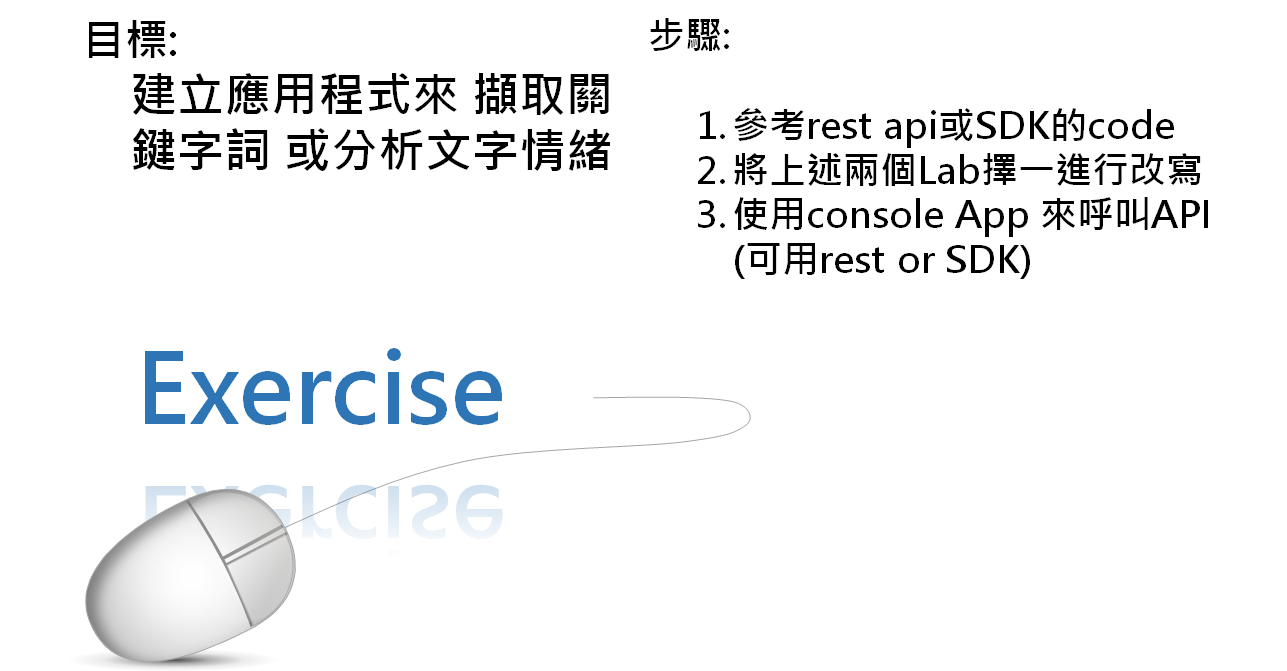 目標:
建立應用程式來 擷取關
鍵字詞 或分析文字情緒
步驟:
1. 參考rest api或SDK的code
2. 將上述兩個Lab擇一進行改寫
3. 使用console App 來呼叫API
(可用rest or SDK)
Exercise